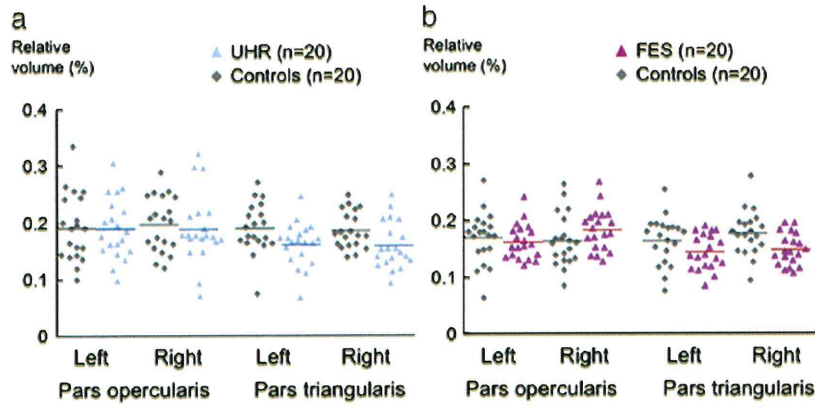 a
Relative
volume (%)
UHR (n=20)
Controls (n=20)
0.4
0.3
0.2
0.1
0
Left Right Left Right
Pars opercularis Pars triangularis
b
Relative
volume (%)
FES (n=20)
Controls (n=20)
0.4
0.3
0.2
0.1
0
Left Right Left Right
Pars opercularis Pars triangularis